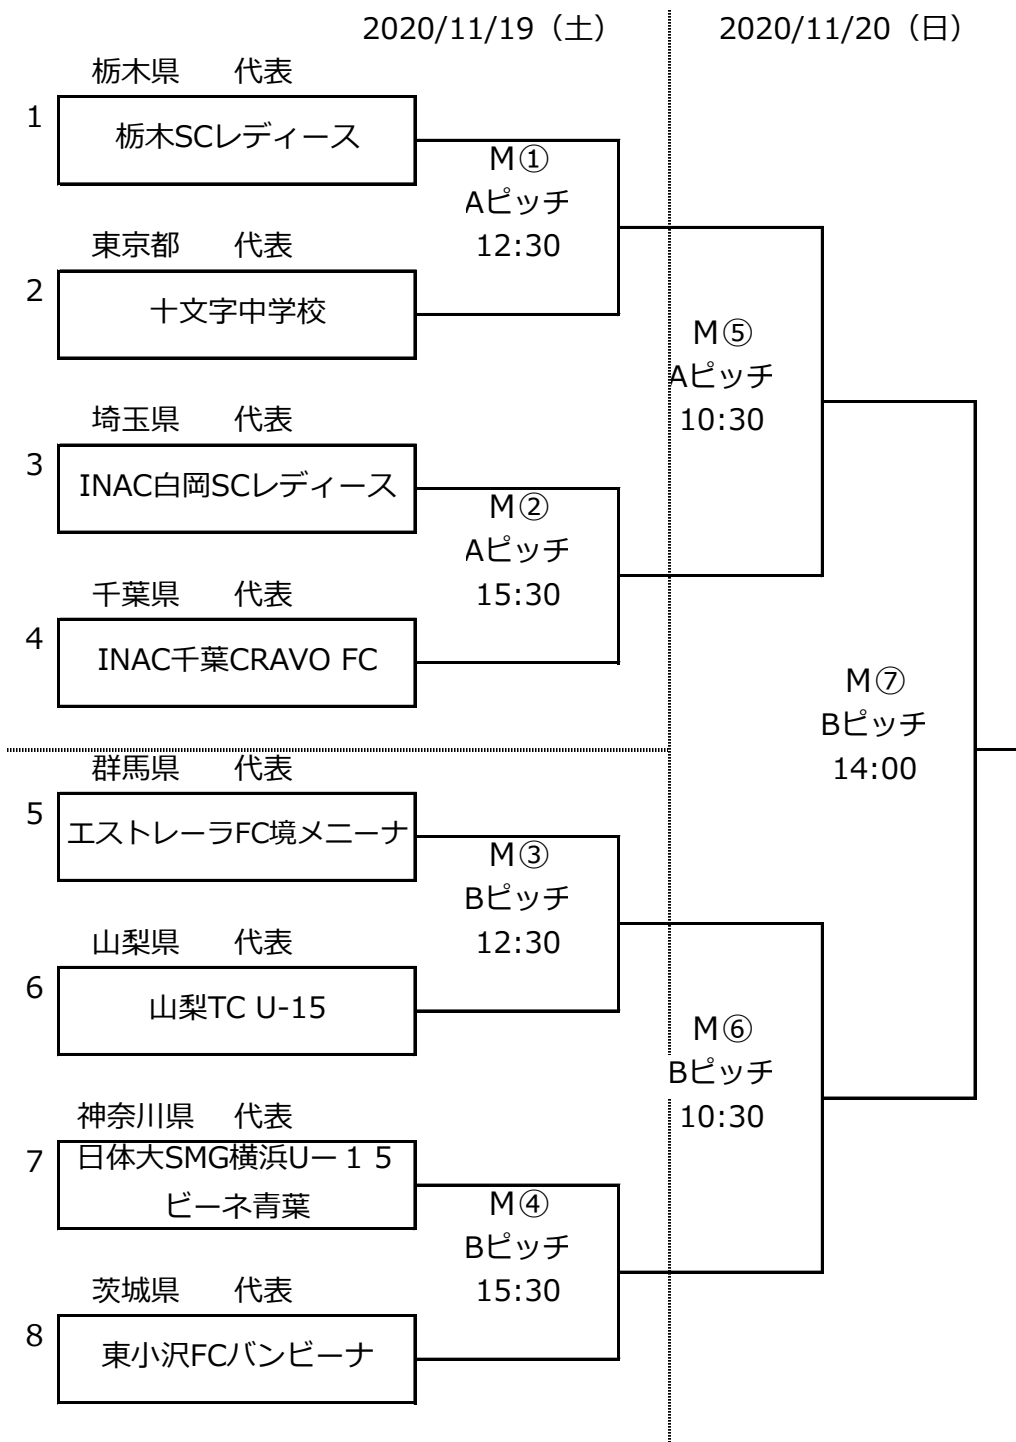 2020/11/19（土）
2020/11/20（日）
栃木県 代表
1
栃木SCレディース
M①
Aピッチ
12:30
東京都 代表
2
十文字中学校
M⑤
Aピッチ
10:30
埼玉県 代表
3
INAC白岡SCレディース
M②
Aピッチ
15:30
千葉県 代表
4
INAC千葉CRAVO FC
M⑦
Bピッチ
14:00
群馬県 代表
5
エストレーラFC境メニーナ
M③
Bピッチ
12:30
山梨県 代表
6
山梨TC U-15
M⑥
Bピッチ
10:30
神奈川県 代表
7
日体大SMG横浜Uー１５
ビーネ青葉
M④
Bピッチ
15:30
茨城県 代表
8
東小沢FCバンビーナ